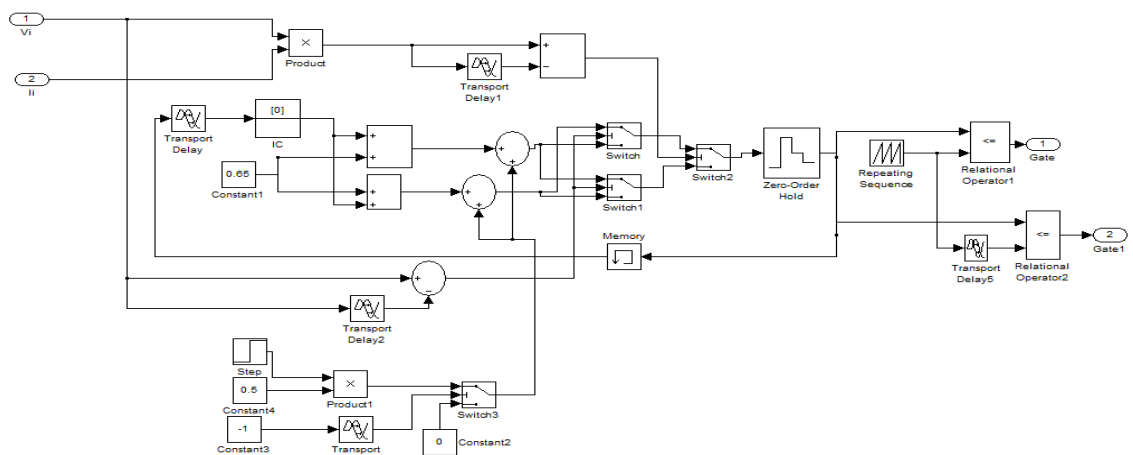 1
Vi
2
Ii
×
Product
+
−
Transport
Delay1
Transport
Delay
[0]
IC
0.65
Constant1
+
+
+
+
+
+
+
+
Switch
Switch1
Switch2
Zero-Order
Hold
Repeating
Sequence
<=
Relational
Operator1
1
Gate
<=
Relational
Operator2
2
Gate1
Transport
Delay5
Memory
+
−
Transport
Delay2
Step
0.5
Constant4
×
Product1
-1
Constant3
Transport
Switch3
0
Constant2